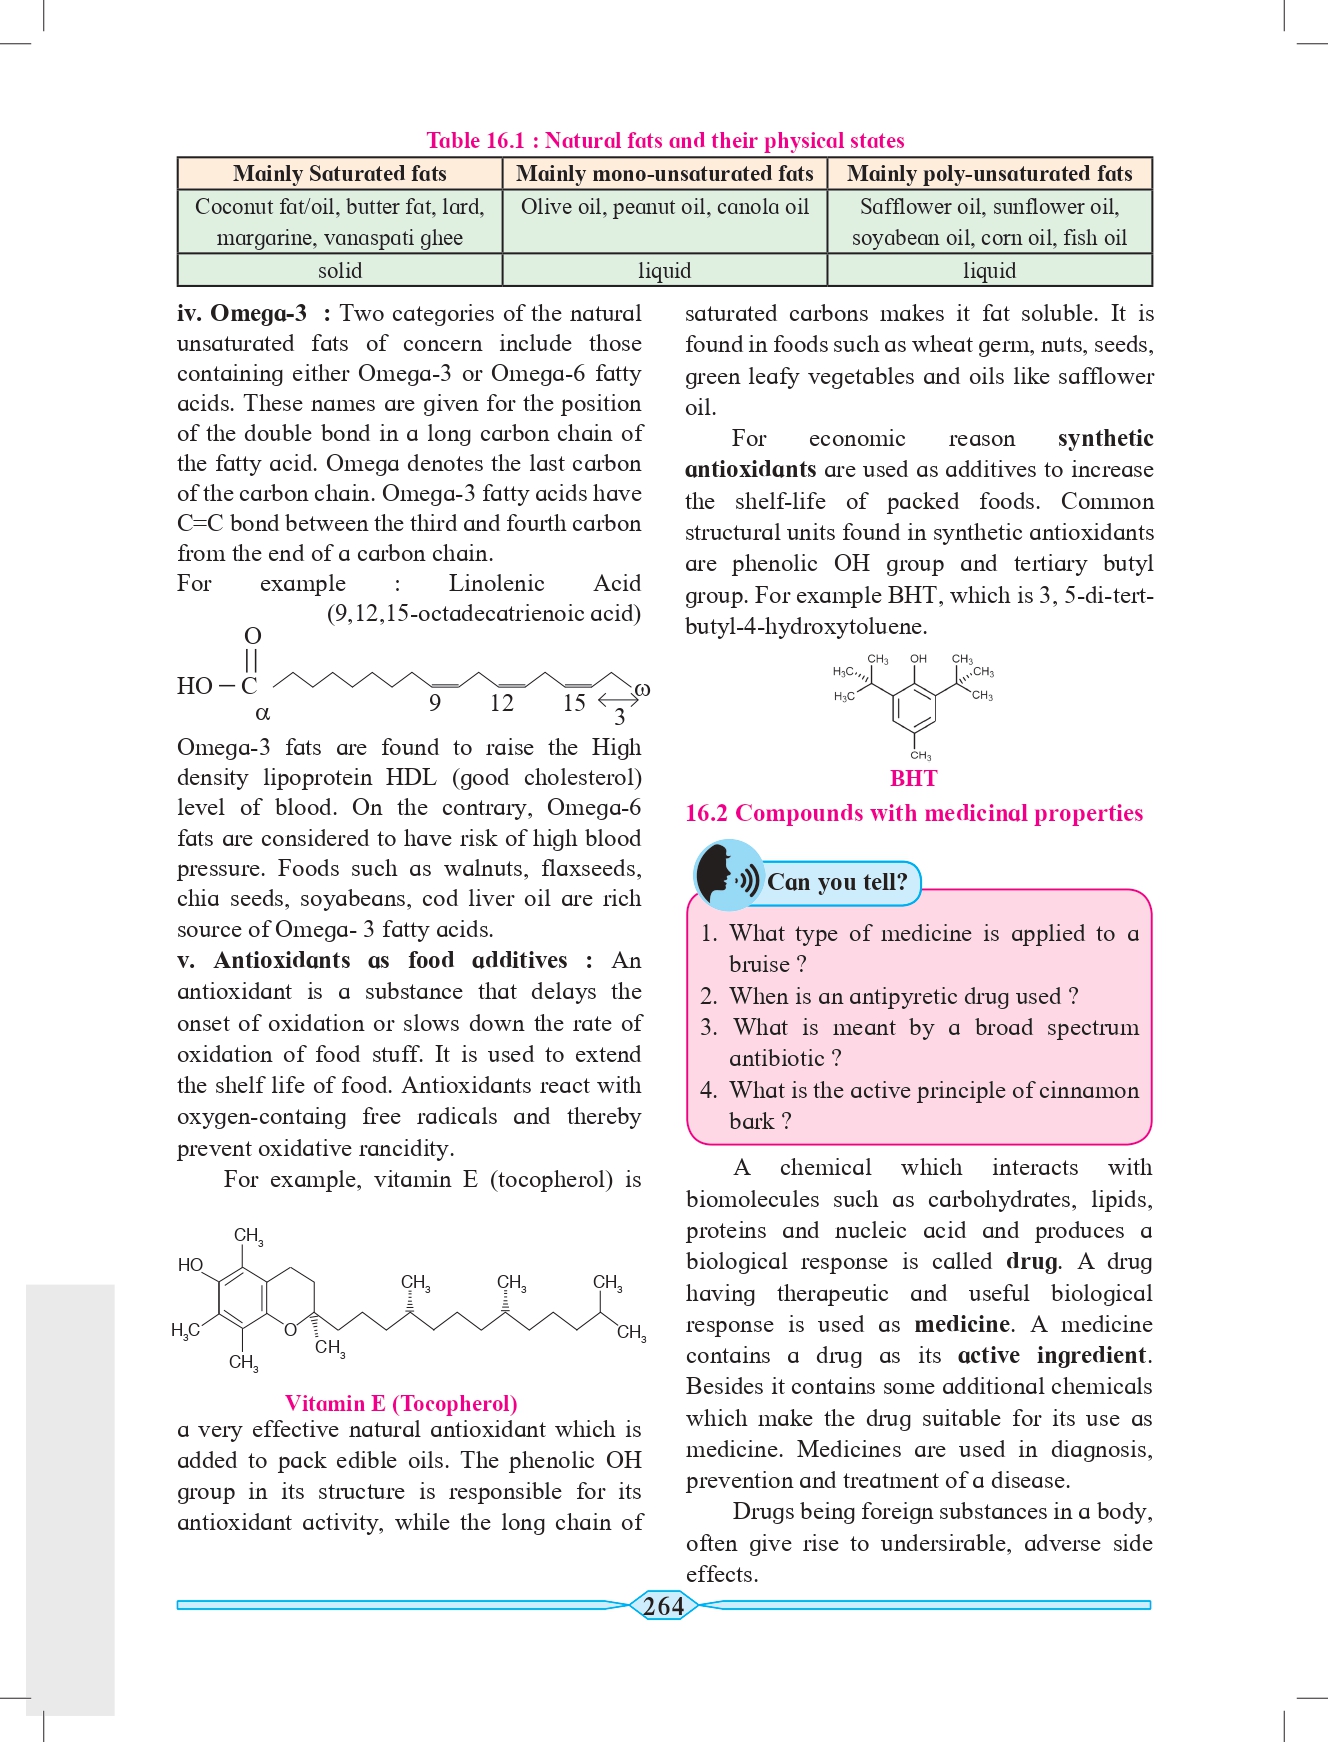 Table 16.1 : Natural fats and their physical states
Mainly Saturated fats
Mainly mono-unsaturated fats
Mainly poly-unsaturated fats
Coconut fat/oil, butter fat, lard,
margarine, vanaspati ghee
Olive oil, peanut oil, canola oil
Safflower oil, sunflower oil,
soyabean oil, corn oil, fish oil
solid
liquid
liquid
iv. Omega-3 : Two categories of the natural
unsaturated fats of concern include those
containing either Omega-3 or Omega-6 fatty
acids. These names are given for the position
of the double bond in a long carbon chain of
the fatty acid. Omega denotes the last carbon
of the carbon chain. Omega-3 fatty acids have
C=C bond between the third and fourth carbon
from the end of a carbon chain.
For example : Linolenic Acid
(9,12,15-octadecatrienoic acid)
O
HO – C
α
9
12
15
3
ω
Omega-3 fats are found to raise the High
density lipoprotein HDL (good cholesterol)
level of blood. On the contrary, Omega-6
fats are considered to have risk of high blood
pressure. Foods such as walnuts, flaxseeds,
chia seeds, soyabeans, cod liver oil are rich
source of Omega- 3 fatty acids.
v. Antioxidants as food additives : An
antioxidant is a substance that delays the
onset of oxidation or slows down the rate of
oxidation of food stuff. It is used to extend
the shelf life of food. Antioxidants react with
oxygen-containg free radicals and thereby
prevent oxidative rancidity.
For example, vitamin E (tocopherol) is
CH3
HO
CH3
CH3
CH3
H3C
O
CH3
CH3
CH3
Vitamin E (Tocopherol)
a very effective natural antioxidant which is
added to pack edible oils. The phenolic OH
group in its structure is responsible for its
antioxidant activity, while the long chain of
saturated carbons makes it fat soluble. It is
found in foods such as wheat germ, nuts, seeds,
green leafy vegetables and oils like safflower
oil.
For economic reason synthetic
antioxidants are used as additives to increase
the shelf-life of packed foods. Common
structural units found in synthetic antioxidants
are phenolic OH group and tertiary butyl
group. For example BHT, which is 3, 5-di-tert-
butyl-4-hydroxytoluene.
CH3
OH
CH3
H3C
CH3
H3C
CH3
CH3
BHT
16.2 Compounds with medicinal properties
Can you tell?
1. What type of medicine is applied to a
bruise ?
2. When is an antipyretic drug used ?
3. What is meant by a broad spectrum
antibiotic ?
4. What is the active principle of cinnamon
bark ?
A chemical which interacts with
biomolecules such as carbohydrates, lipids,
proteins and nucleic acid and produces a
biological response is called drug. A drug
having therapeutic and useful biological
response is used as medicine. A medicine
contains a drug as its active ingredient.
Besides it contains some additional chemicals
which make the drug suitable for its use as
medicine. Medicines are used in diagnosis,
prevention and treatment of a disease.
Drugs being foreign substances in a body,
often give rise to undersirable, adverse side
effects.
264